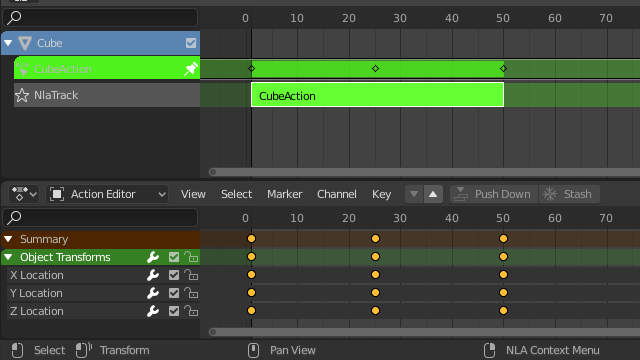 0 10 20 30 40 50 60 70
Cube
CubeAction
NlaTrack
CubeAction
Action Editor View Select Marker Channel Key Push Down Stash
0 10 20 30 40 50 60 70
Summary
Object Transforms
X Location
Y Location
Z Location
Select Transform Pan View NLA Context Menu